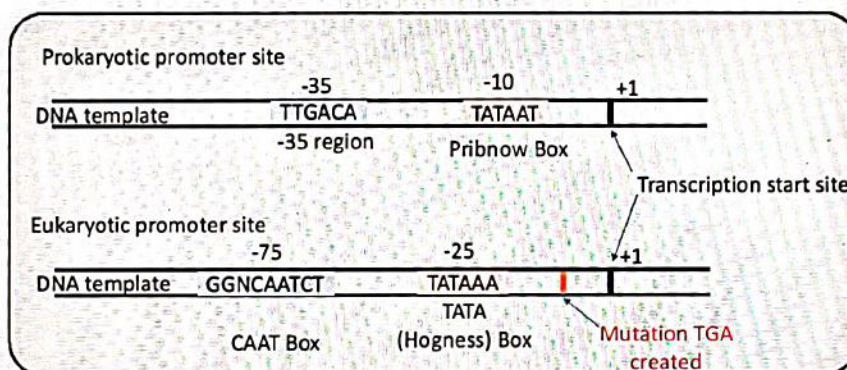 Prokaryotic promoter site
-35 -10 +1
DNA template TTGACA TATAAT
-35 region Pribnow Box
Transcription start site
Eukaryotic promoter site
-75 -25 +1
DNA template GGNCAATCT TATAAA
TATA
CAAT Box (Hogness) Box Mutation TGA
created